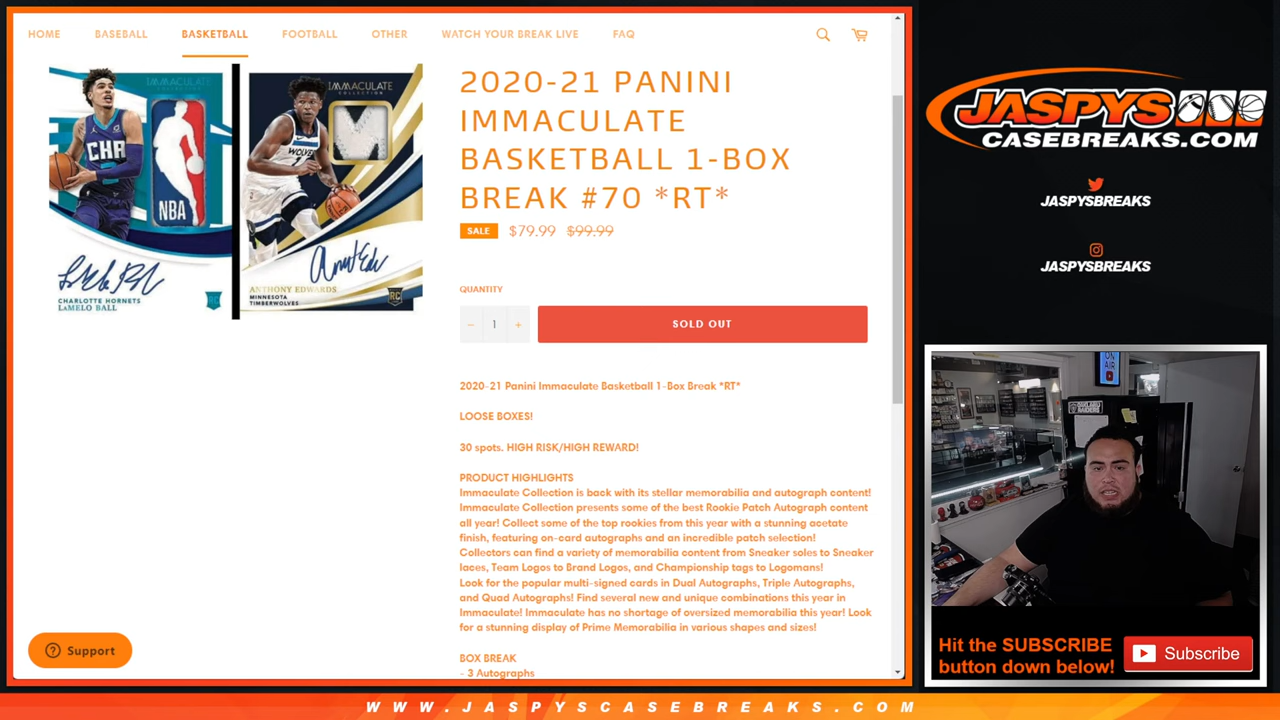 HOME BASEBALL BASKETBALL FOOTBALL OTHER WATCH YOUR BREAK LIVE FAQ
IMMACULATE
COLLECTION
CHA
NBA
CHARLOTTE HORNETS
LaMELO BALL
RC
IMMACULATE
COLLECTION
WOLVES
ANTHONY EDWARDS
MINNESOTA
TIMBERWOLVES
RC
2020-21 PANINI
IMMACULATE
BASKETBALL 1-BOX
BREAK #70 *RT*
SALE $79.99 $99.99
QUANTITY
− 1 + SOLD OUT
2020-21 Panini Immaculate Basketball 1-Box Break *RT*
LOOSE BOXES!
30 spots. HIGH RISK/HIGH REWARD!
PRODUCT HIGHLIGHTS
Immaculate Collection is back with its stellar memorabilia and autograph content!
Immaculate Collection presents some of the best Rookie Patch Autograph content
all year! Collect some of the top rookies from this year with a stunning acetate
finish, featuring on-card autographs and an incredible patch selection!
Collectors can find a variety of memorabilia content from Sneaker soles to Sneaker
laces, Team Logos to Brand Logos, and Championship tags to Logomans!
Look for the popular multi-signed cards in Dual Autographs, Triple Autographs,
and Quad Autographs! Find several new and unique combinations this year in
Immaculate! Immaculate has no shortage of oversized memorabilia this year! Look
for a stunning display of Prime Memorabilia in various shapes and sizes!
BOX BREAK
- 3 Autographs
Support
JASPYS
CASEBREAKS.COM
JASPYSBREAKS
JASPYSBREAKS
ON
AIR
RAIDERS
Hit the SUBSCRIBE
button down below!
Subscribe
WWW.JASPYSCASEBREAKS.COM